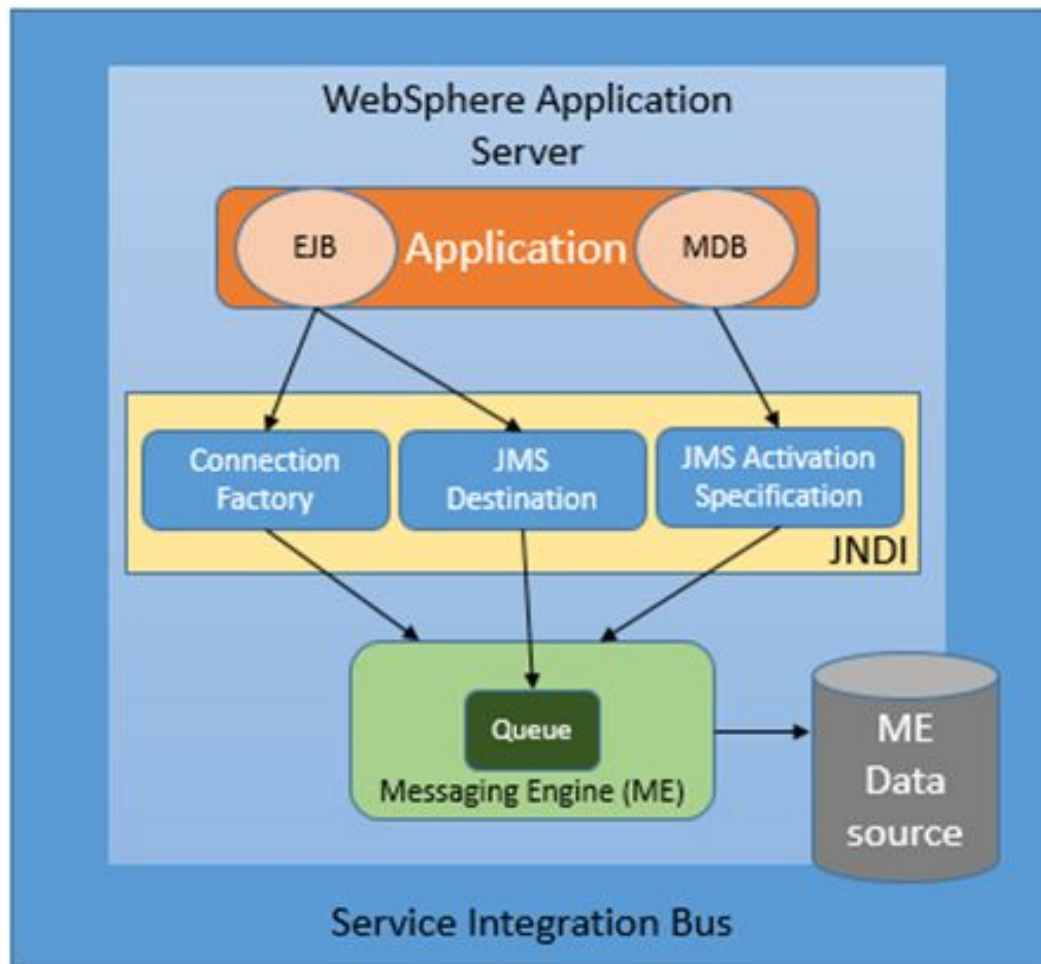 WebSphere Application
Server
EJB
Application
MDB
Connection
Factory
JMS
Destination
JMS Activation
Specification
JNDI
Queue
Messaging Engine (ME)
ME
Data
source
Service Integration Bus